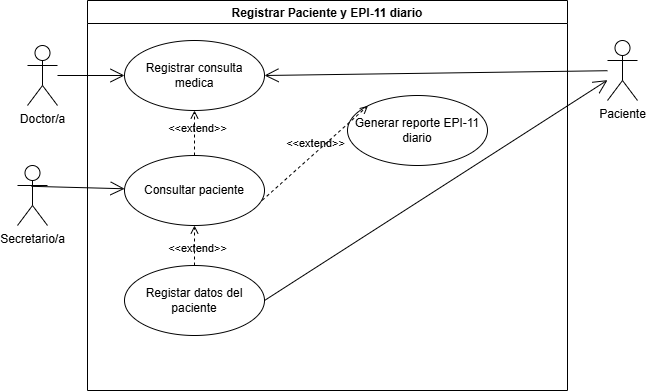 Registrar Paciente y EPI-11 diario
Registrar consulta
medica
Doctor/a
Paciente
<<extend>>
Generar reporte EPI-11
diario
<<extend>>
Consultar paciente
Secretario/a
<<extend>>
Registar datos del
paciente